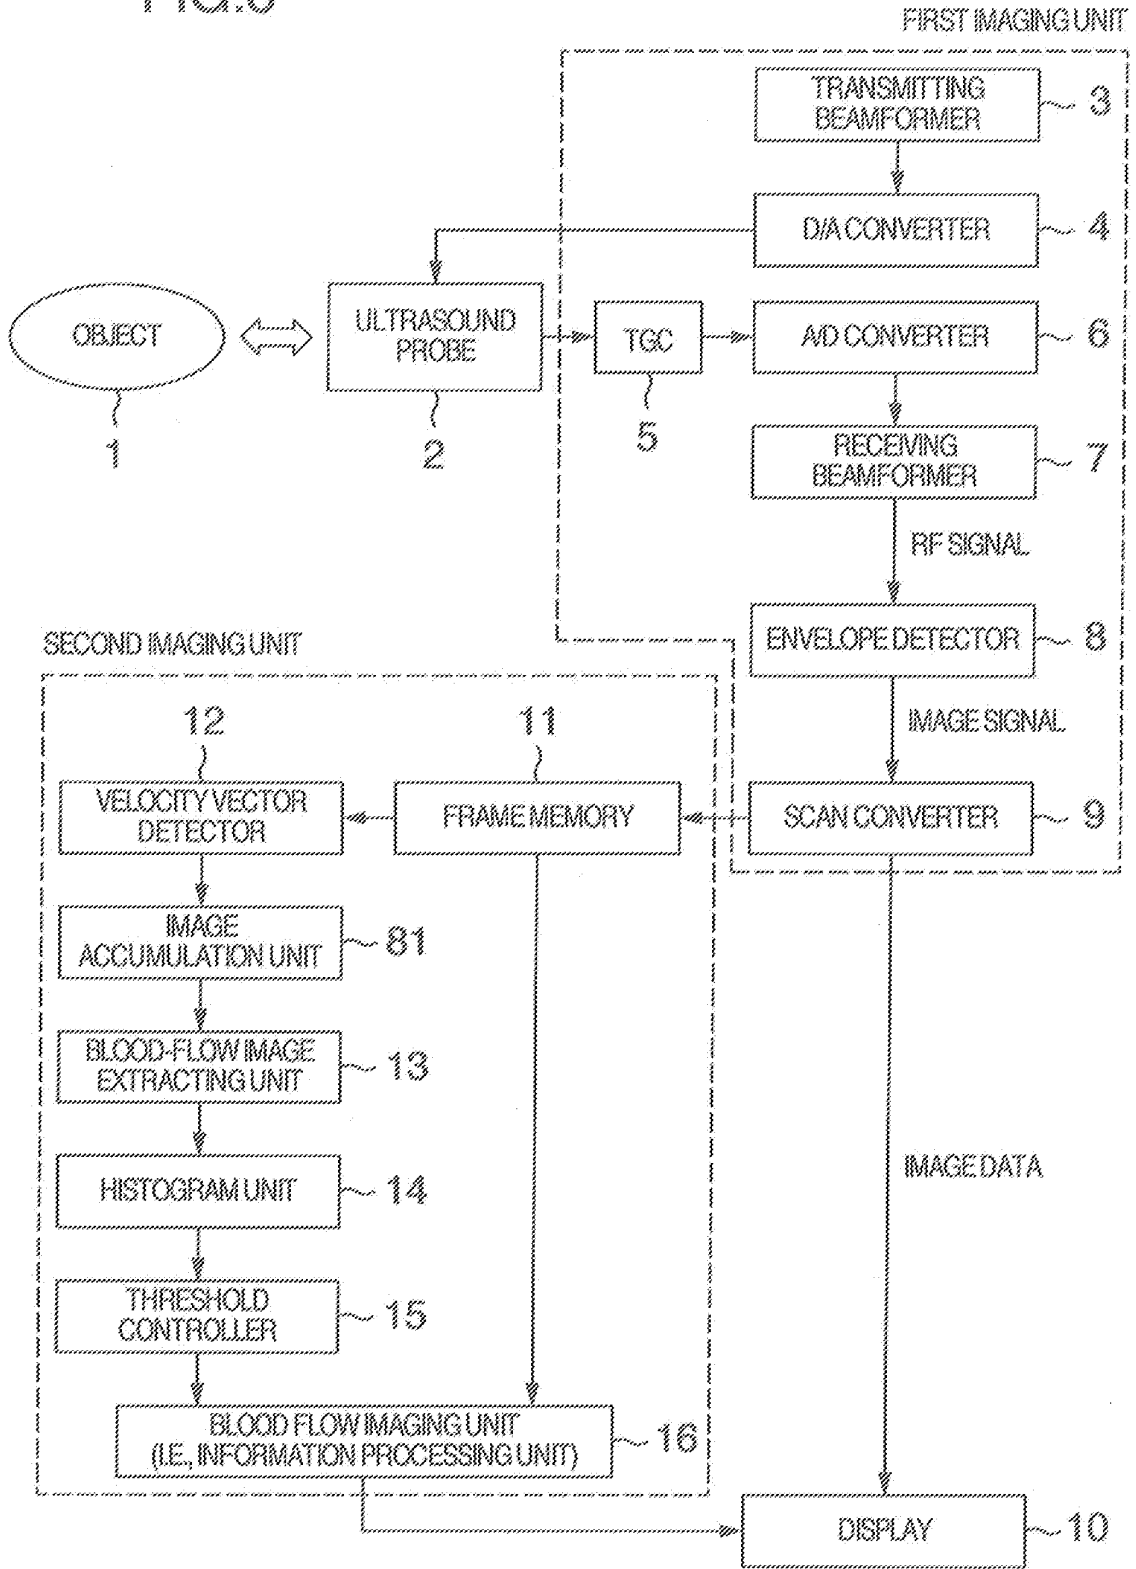 FIRST IMAGING UNIT
TRANSMITTING
BEAMFORMER
3
D/A CONVERTER
4
OBJECT
1
ULTRASOUND
PROBE
2
TGC
5
A/D CONVERTER
6
RECEIVING
BEAMFORMER
7
RF SIGNAL
ENVELOPE DETECTOR
8
IMAGE SIGNAL
SCAN CONVERTER
9
SECOND IMAGING UNIT
12
11
VELOCITY VECTOR
DETECTOR
FRAME MEMORY
IMAGE
ACCUMULATION UNIT
81
BLOOD-FLOW IMAGE
EXTRACTING UNIT
13
HISTOGRAM UNIT
14
IMAGE DATA
THRESHOLD
CONTROLLER
15
BLOOD FLOW IMAGING UNIT
(I.E., INFORMATION PROCESSING UNIT)
16
DISPLAY
10